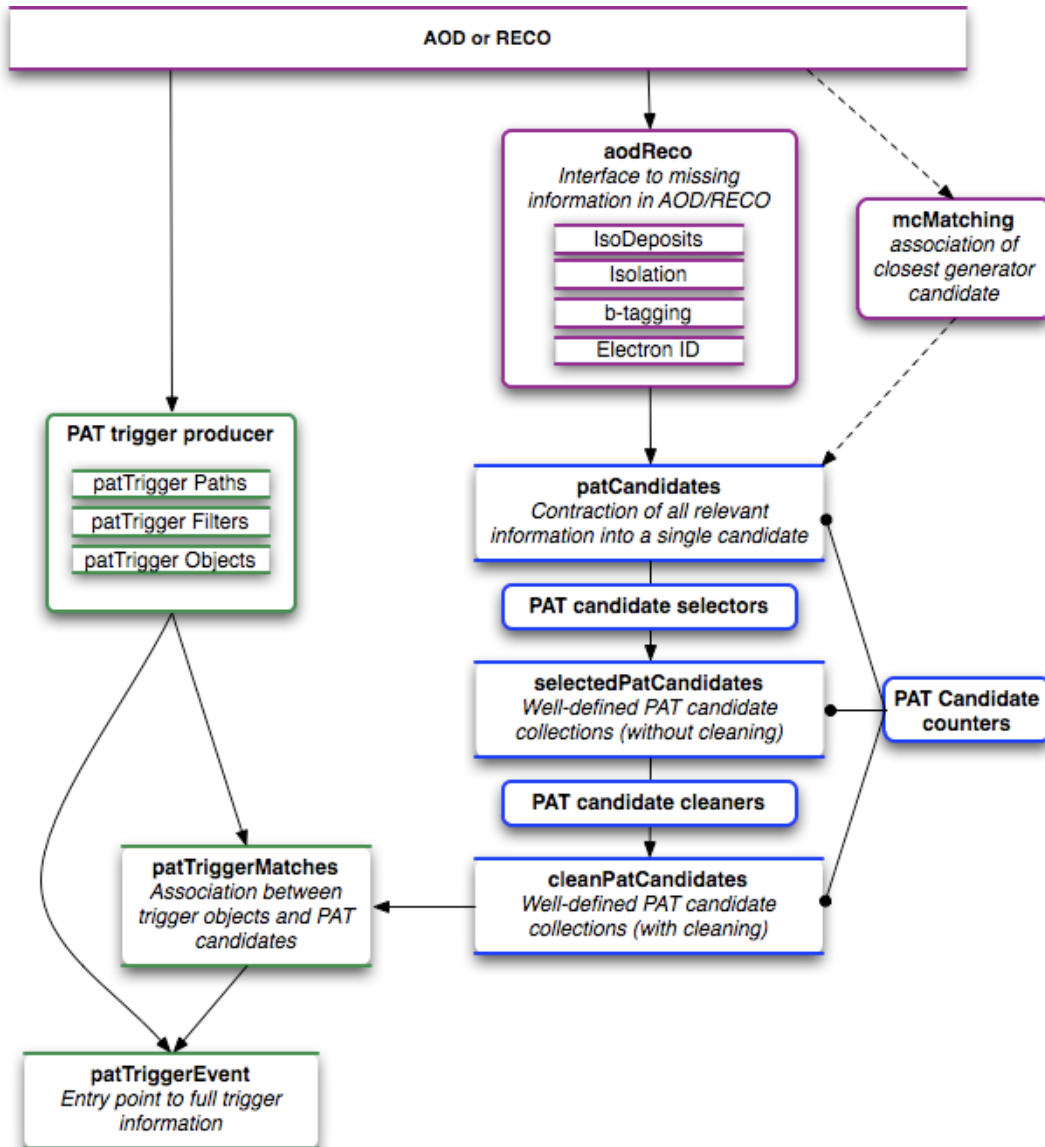 AOD or RECO
aodReco
Interface to missing
information in AOD/RECO
IsoDeposits
Isolation
b-tagging
Electron ID
mcMatching
association of
closest generator
candidate
PAT trigger producer
patTrigger Paths
patTrigger Filters
patTrigger Objects
patCandidates
Contraction of all relevant
information into a single candidate
PAT candidate selectors
selectedPatCandidates
Well-defined PAT candidate
collections (without cleaning)
PAT Candidate
counters
PAT candidate cleaners
cleanPatCandidates
Well-defined PAT candidate
collections (with cleaning)
patTriggerMatches
Association between
trigger objects and PAT
candidates
patTriggerEvent
Entry point to full trigger
information